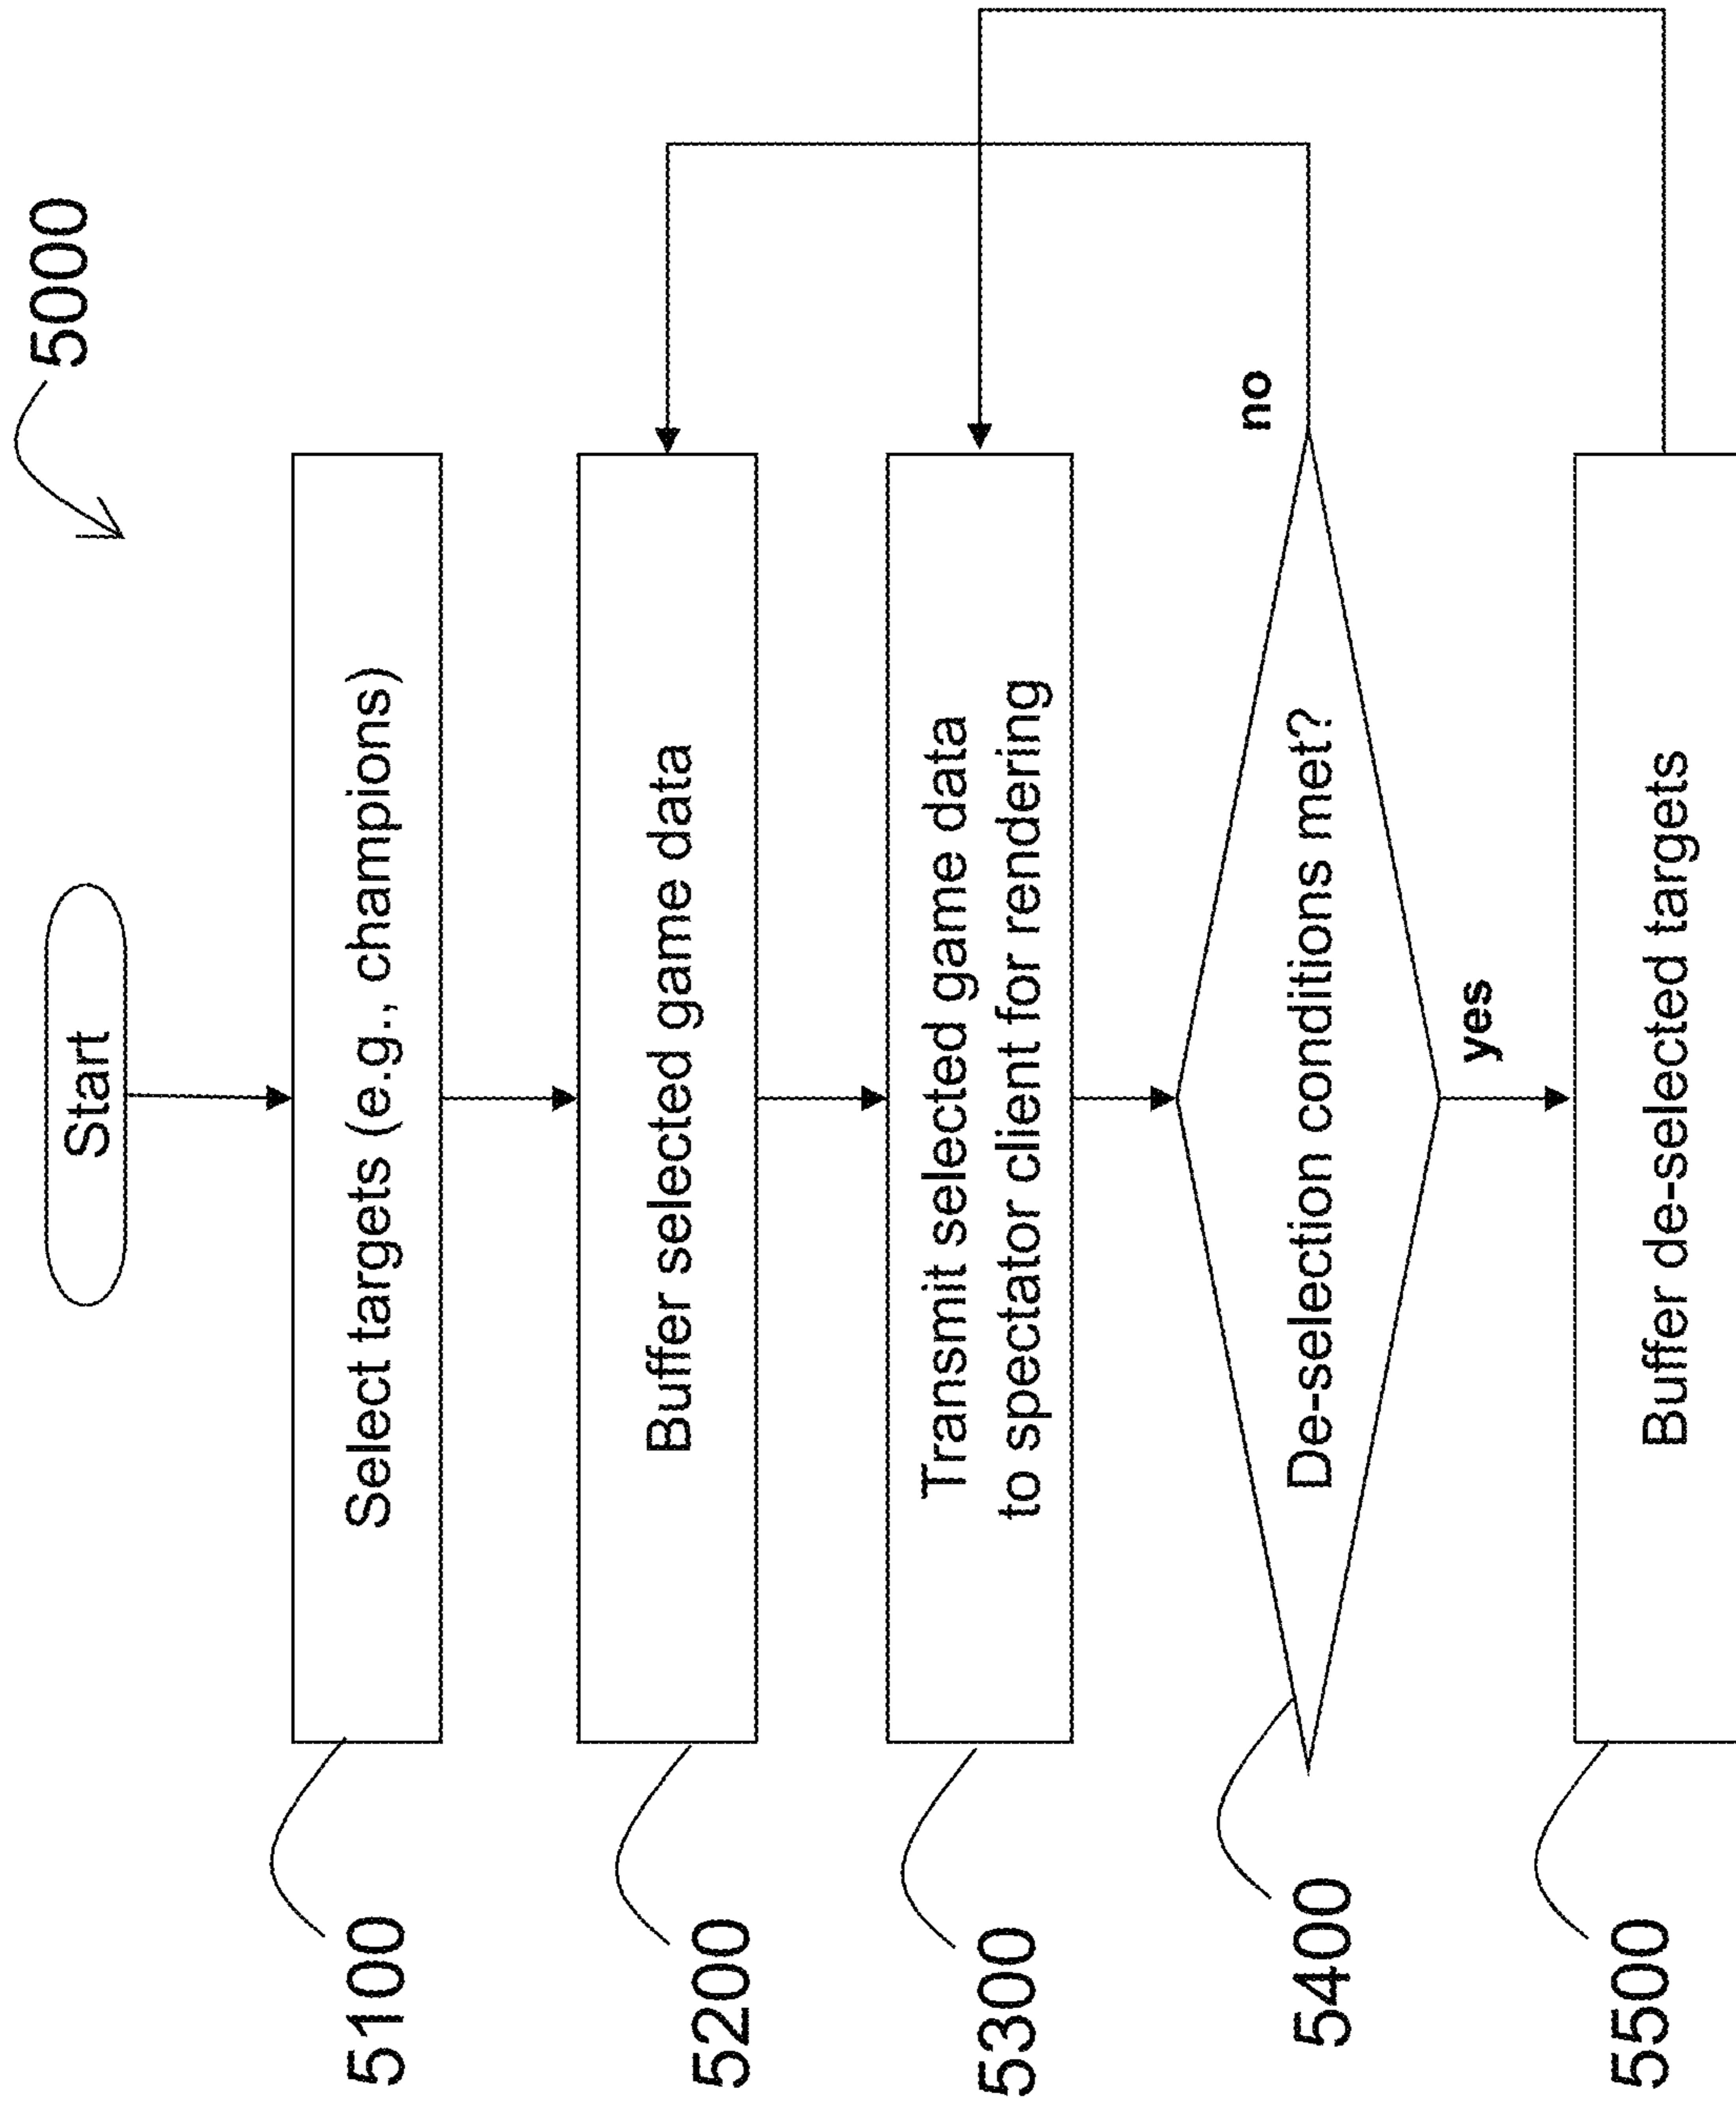 5000
Start
5100
Select targets (e.g., champions)
5200
Buffer selected game data
5300
Transmit selected game data
to spectator client for rendering
5400
De-selection conditions met?
no
yes
5500
Buffer de-selected targets